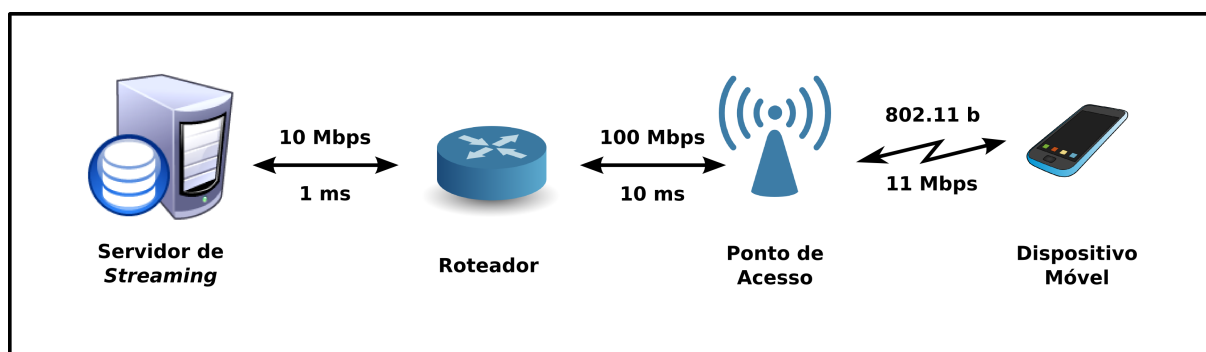 10 Mbps
1 ms
100 Mbps
10 ms
802.11 b
11 Mbps
Servidor de
Streaming
Roteador
Ponto de
Acesso
Dispositivo
Móvel